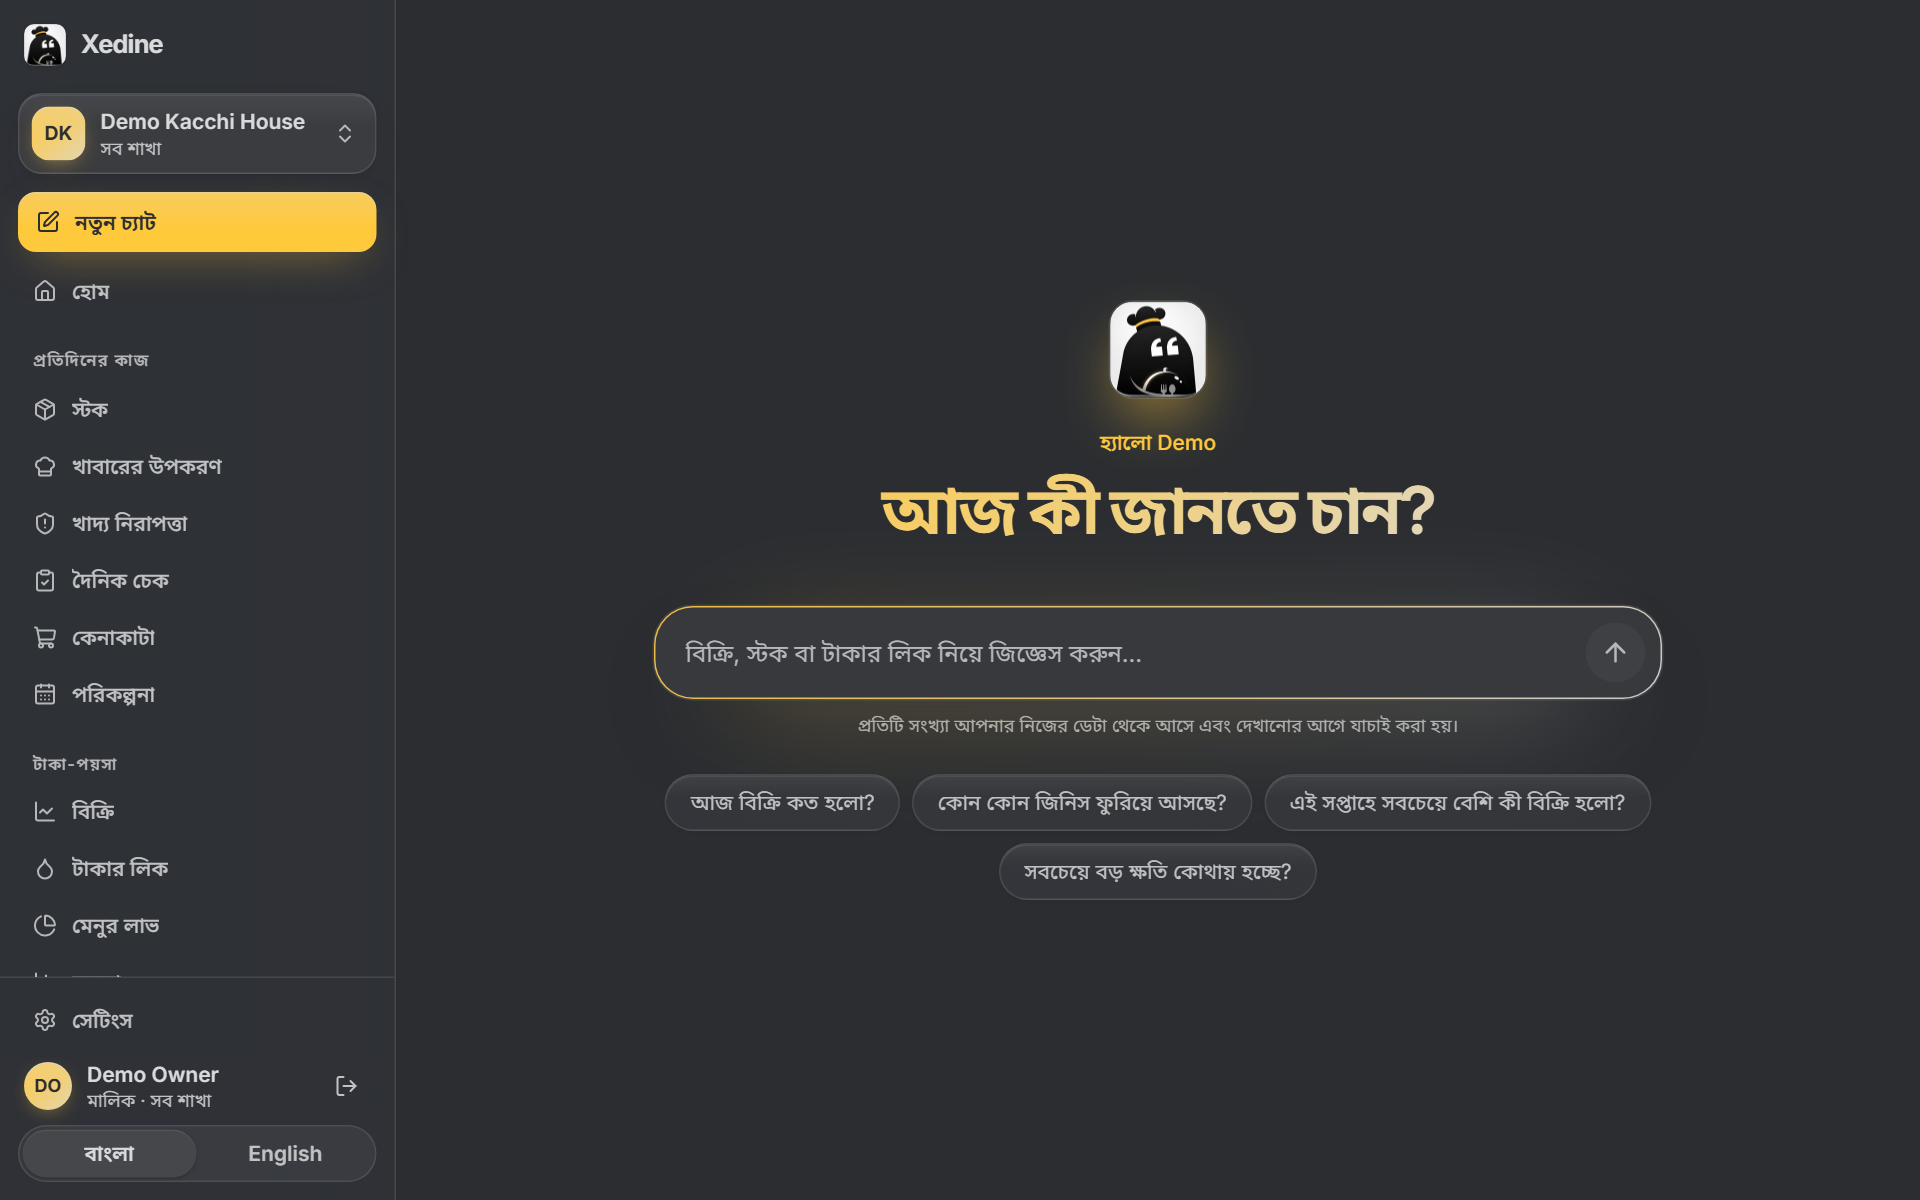 Xedine
DK
Demo Kacchi House
সব শাখা
নতুন চ্যাট
হোম
প্রতিদিনের কাজ
স্টক
খাবারের উপকরণ
খাদ্য নিরাপত্তা
দৈনিক চেক
কেনাকাটা
পরিকল্পনা
টাকা-পয়সা
বিক্রি
টাকার লিক
মেনুর লাভ
সেটিংস
DO
Demo Owner
মালিক · সব শাখা
বাংলা
English
হ্যালো Demo
আজ কী জানতে চান?
বিক্রি, স্টক বা টাকার লিক নিয়ে জিজ্ঞেস করুন...
প্রতিটি সংখ্যা আপনার নিজের ডেটা থেকে আসে এবং দেখানোর আগে যাচাই করা হয়।
আজ বিক্রি কত হলো?
কোন কোন জিনিস ফুরিয়ে আসছে?
এই সপ্তাহে সবচেয়ে বেশি কী বিক্রি হলো?
সবচেয়ে বড় ক্ষতি কোথায় হচ্ছে?